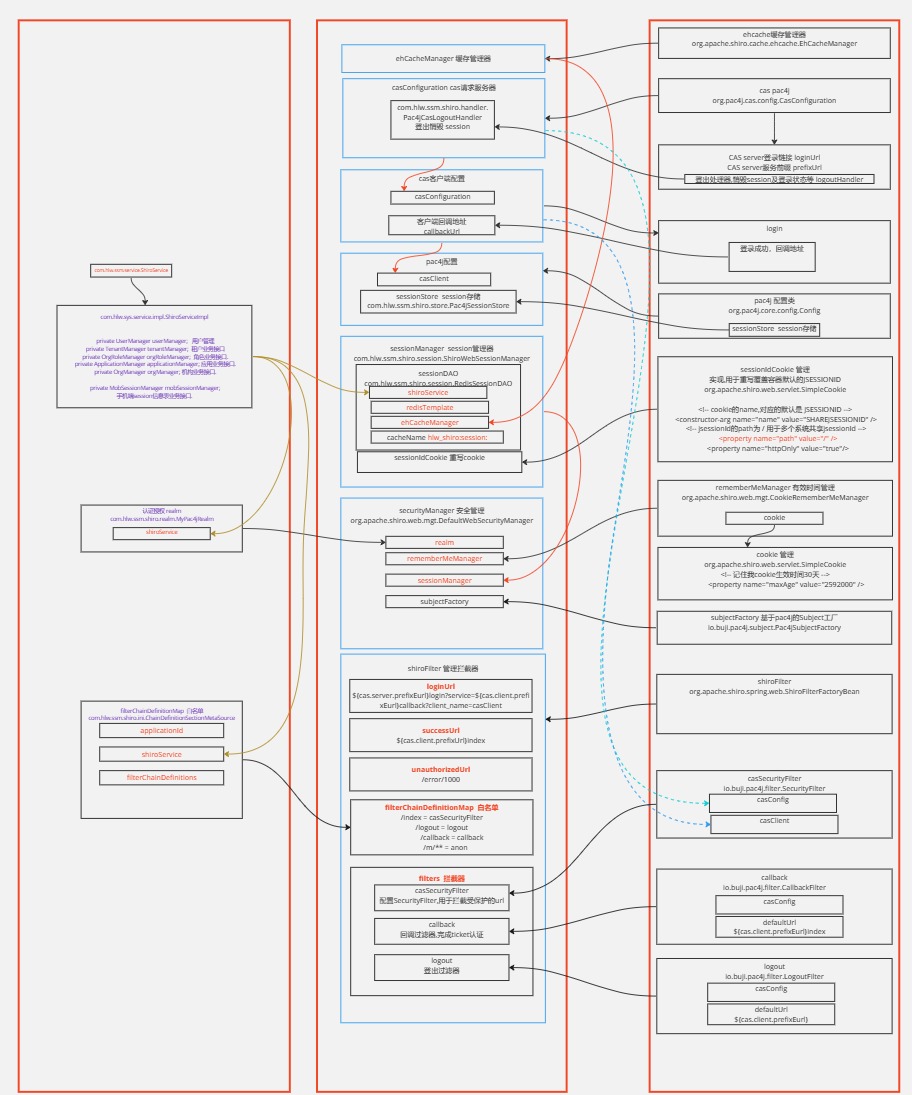 com.hlw.ssm.service.ShiroService
com.hlw.sys.service.impl.ShiroServiceImpl
private UserManager userManager; 用户管理
private TenantManager tenantManager; 租户业务接口.
private OrgRoleManager orgRoleManager; 角色业务接口.
private ApplicationManager applicationManager; 应用业务接口.
private OrgManager orgManager; 机构业务接口.
private MobSessionManager mobSessionManager;
手机端session信息表业务接口.
认证授权 realm
com.hlw.ssm.shiro.realm.MyPac4jRealm
shiroService
filterChainDefinitionMap 白名单
com.hlw.ssm.shiro.ini.ChainDefinitionSectionMetaSource
applicationId
shiroService
filterChainDefinitions
ehCacheManager 缓存管理器
casConfiguration cas请求服务器
com.hlw.ssm.shiro.handler.
Pac4jCasLogoutHandler
登出销毁 session
cas客户端配置
casConfiguration
客户端回调地址
callbackUrl
pac4j配置
casClient
sessionStore session存储
com.hlw.ssm.shiro.store.Pac4jSessionStore
sessionManager session管理器
com.hlw.ssm.shiro.session.ShiroWebSessionManager
sessionDAO
com.hlw.ssm.shiro.session.RedisSessionDAO
shiroService
redisTemplate
ehCacheManager
cacheName hlw_shiro:session:
sessionIdCookie 重写cookie
securityManager 安全管理
org.apache.shiro.web.mgt.DefaultWebSecurityManager
realm
rememberMeManager
sessionManager
subjectFactory
shiroFilter 管理拦截器
loginUrl
${cas.server.prefixEurl}login?service=${cas.client.prefi
xEurl}callback?client_name=casClient
successUrl
${cas.client.prefixUrl}index
unauthorizedUrl
/error/1000
filterChainDefinitionMap 白名单
/index = casSecurityFilter
/logout = logout
/callback = callback
/m/** = anon
filters 拦截器
casSecurityFilter
配置SecurityFilter,用于拦截受保护的url
callback
回调过滤器,完成ticket认证
logout
登出过滤器
ehcache缓存管理器
org.apache.shiro.cache.ehcache.EhCacheManager
cas pac4j
org.pac4j.cas.config.CasConfiguration
CAS server登录链接 loginUrl
CAS server服务前缀 prefixUrl
登出处理器,销毁session及登录状态等 logoutHandler
login
登录成功、回调地址
pac4j 配置类
org.pac4j.core.config.Config
sessionStore session存储
sessionIdCookie 管理
实现,用于重写覆盖容器默认的JSESSIONID
org.apache.shiro.web.servlet.SimpleCookie
<!-- cookie的name,对应的默认是 JSESSIONID -->
<constructor-arg name="name" value="SHAREJSESSIONID" />
<!-- jsessionId的path为 / 用于多个系统共享jsessionId -->
<property name="path" value="/" />
<property name="httpOnly" value="true"/>
rememberMeManager 有效时间管理
org.apache.shiro.web.mgt.CookieRememberMeManager
cookie
cookie 管理
org.apache.shiro.web.servlet.SimpleCookie
<!-- 记住我cookie生效时间30天 -->
<property name="maxAge" value="2592000" />
subjectFactory 基于pac4j的Subject工厂
io.buji.pac4j.subject.Pac4jSubjectFactory
shiroFilter
org.apache.shiro.spring.web.ShiroFilterFactoryBean
casSecurityFilter
io.buji.pac4j.filter.SecurityFilter
casConfig
casClient
callback
io.buji.pac4j.filter.CallbackFilter
casConfig
defaultUrl
${cas.client.prefixEurl}index
logout
io.buji.pac4j.filter.LogoutFilter
casConfig
defaultUrl
${cas.client.prefixEurl}